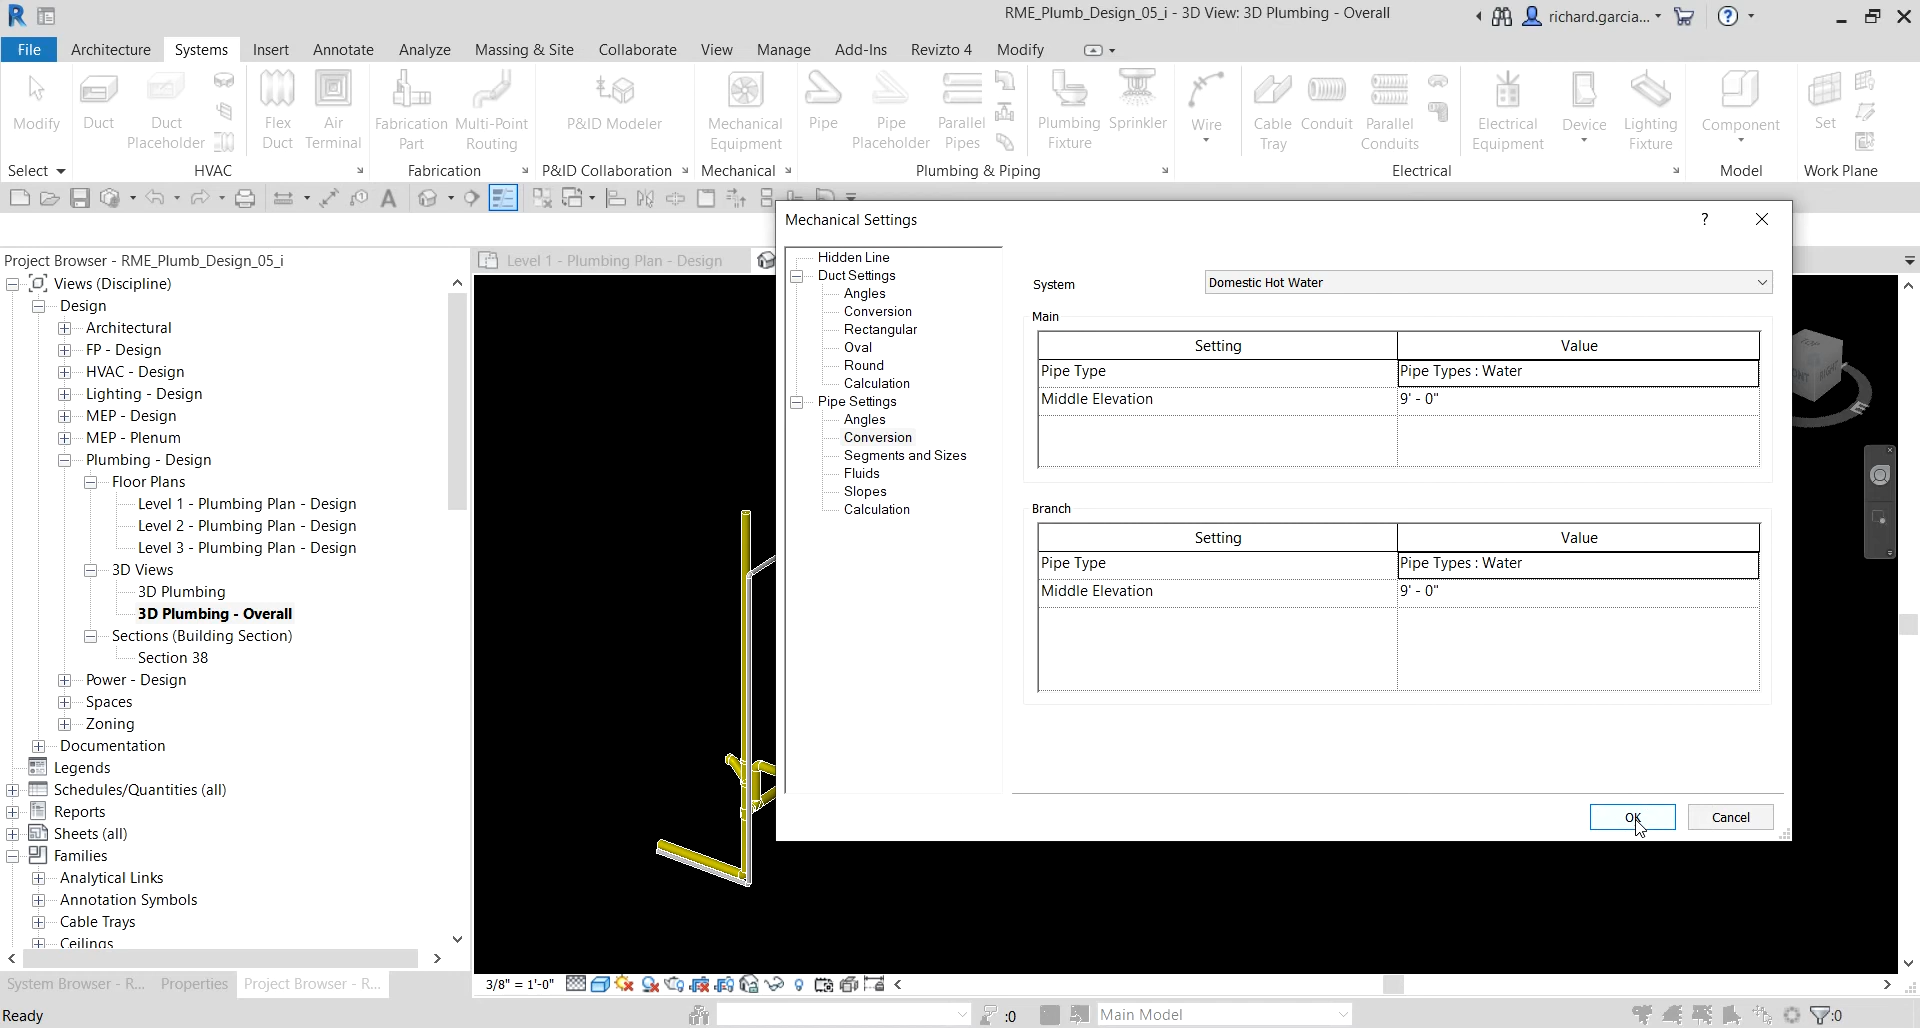 RME_Plumb_Design_05_i - 3D View: 3D Plumbing - Overall
richard.garcia...
File Architecture Systems Insert Annotate Analyze Massing & Site Collaborate View Manage Add-Ins Revizto 4 Modify
Modify
Duct
Duct Placeholder
Flex Duct
Air Terminal
Fabrication Part
Multi-Point Routing
P&ID Modeler
Mechanical Equipment
Pipe
Pipe Placeholder
Parallel Pipes
Plumbing Fixture
Sprinkler
Wire
Cable Tray
Conduit
Parallel Conduits
Electrical Equipment
Device
Lighting Fixture
Component
Set
Select HVAC Fabrication P&ID Collaboration Mechanical Plumbing & Piping Electrical Model Work Plane
Project Browser - RME_Plumb_Design_05_i
Views (Discipline)
Design
Architectural
FP - Design
HVAC - Design
Lighting - Design
MEP - Design
MEP - Plenum
Plumbing - Design
Floor Plans
Level 1 - Plumbing Plan - Design
Level 2 - Plumbing Plan - Design
Level 3 - Plumbing Plan - Design
3D Views
3D Plumbing
3D Plumbing - Overall
Sections (Building Section)
Section 38
Power - Design
Spaces
Zoning
Documentation
Legends
Schedules/Quantities (all)
Reports
Sheets (all)
Families
Analytical Links
Annotation Symbols
Cable Trays
Ceilings
System Browser - R... Properties Project Browser - R...
Level 1 - Plumbing Plan - Design
Mechanical Settings
?
Hidden Line
Duct Settings
Angles
Conversion
Rectangular
Oval
Round
Calculation
Pipe Settings
Angles
Conversion
Segments and Sizes
Fluids
Slopes
Calculation
System Domestic Hot Water
Main
Setting Value
Pipe Type Pipe Types : Water
Middle Elevation 9' - 0"
Branch
Setting Value
Pipe Type Pipe Types : Water
Middle Elevation 9' - 0"
OK Cancel
TOP
RIGHT
E
3/8" = 1'-0"
Ready
:0
Main Model
:0